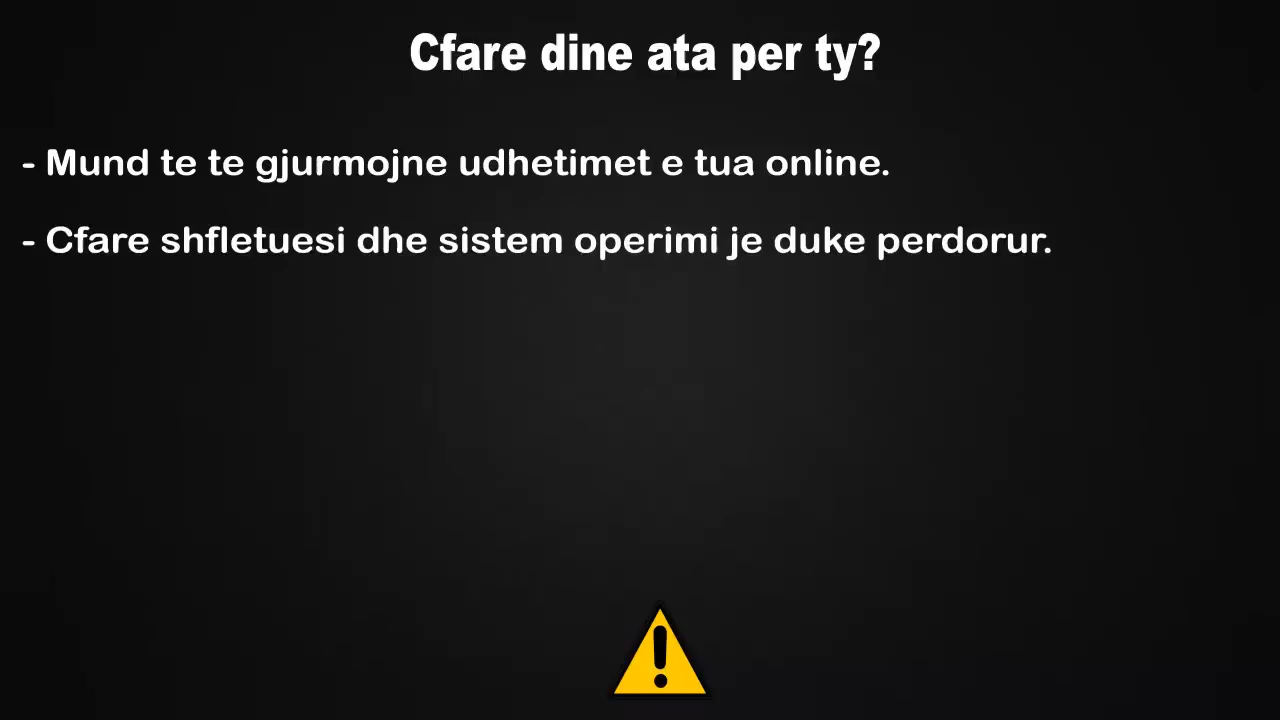 Cfare dine ata per ty?
- Mund te te gjurmojne udhetimet e tua online.
- Cfare shfletuesi dhe sistem operimi je duke perdorur.